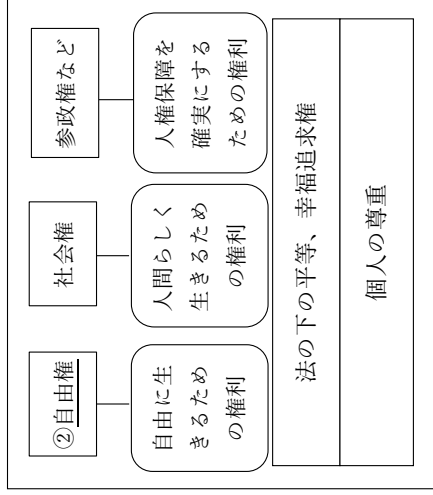 ②自由権
社会権
参政権など
自由に生
きるため
の権利
人間らしく
生きるため
の権利
人権保障を
確実にする
ための権利
法の下の平等、幸福追求権
個人の尊重